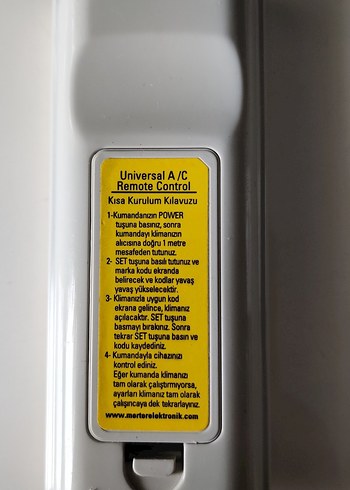 Universal A /C
Remote Control
Kısa Kurulum Kılavuzu
1-Kumandanızın POWER
tuşuna basınız, sonra
kumandayı klimanızın
alıcısına doğru 1 metre
mesafeden tutunuz.
2- SET tuşuna basılı tutunuz ve
marka kodu ekranda
belirecek ve kodlar yavaş
yavaş yükselecektir.
3- Klimanızla uygun kod
ekrana gelince, klimanız
açılacaktır. SET tuşuna
basmayı bırakınız. Sonra
tekrar SET tuşuna basın ve
kodu kaydediniz.
4- Kumandayla cihazınızı
kontrol ediniz.
Eğer kumanda klimanızı
tam olarak çalıştırmıyorsa,
ayarları klimanız tam olarak
çalışıncaya dek tekrarlayınız.
www.marterelektronik.com